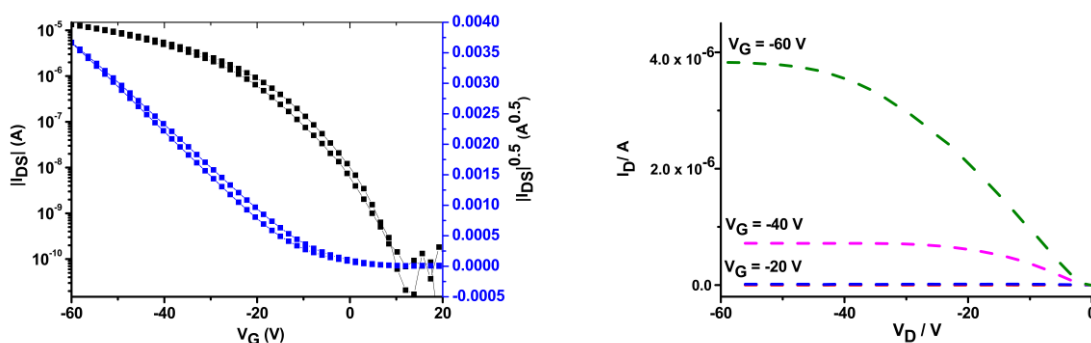 10⁻⁵
10⁻⁶
10⁻⁷
10⁻⁸
10⁻⁹
10⁻¹⁰
|I_DS| (A)
-60 -40 -20 0 20
V_G (V)
0.0040
0.0035
0.0030
0.0025
0.0020
0.0015
0.0010
0.0005
0.0000
-0.0005
|I_DS|^0.5 (A^0.5)
V_G = -60 V
4.0 x 10⁻⁶
2.0 x 10⁻⁶
0.0
I_D/ A
V_G = -40 V
V_G = -20 V
-60 -40 -20 0
V_D / V